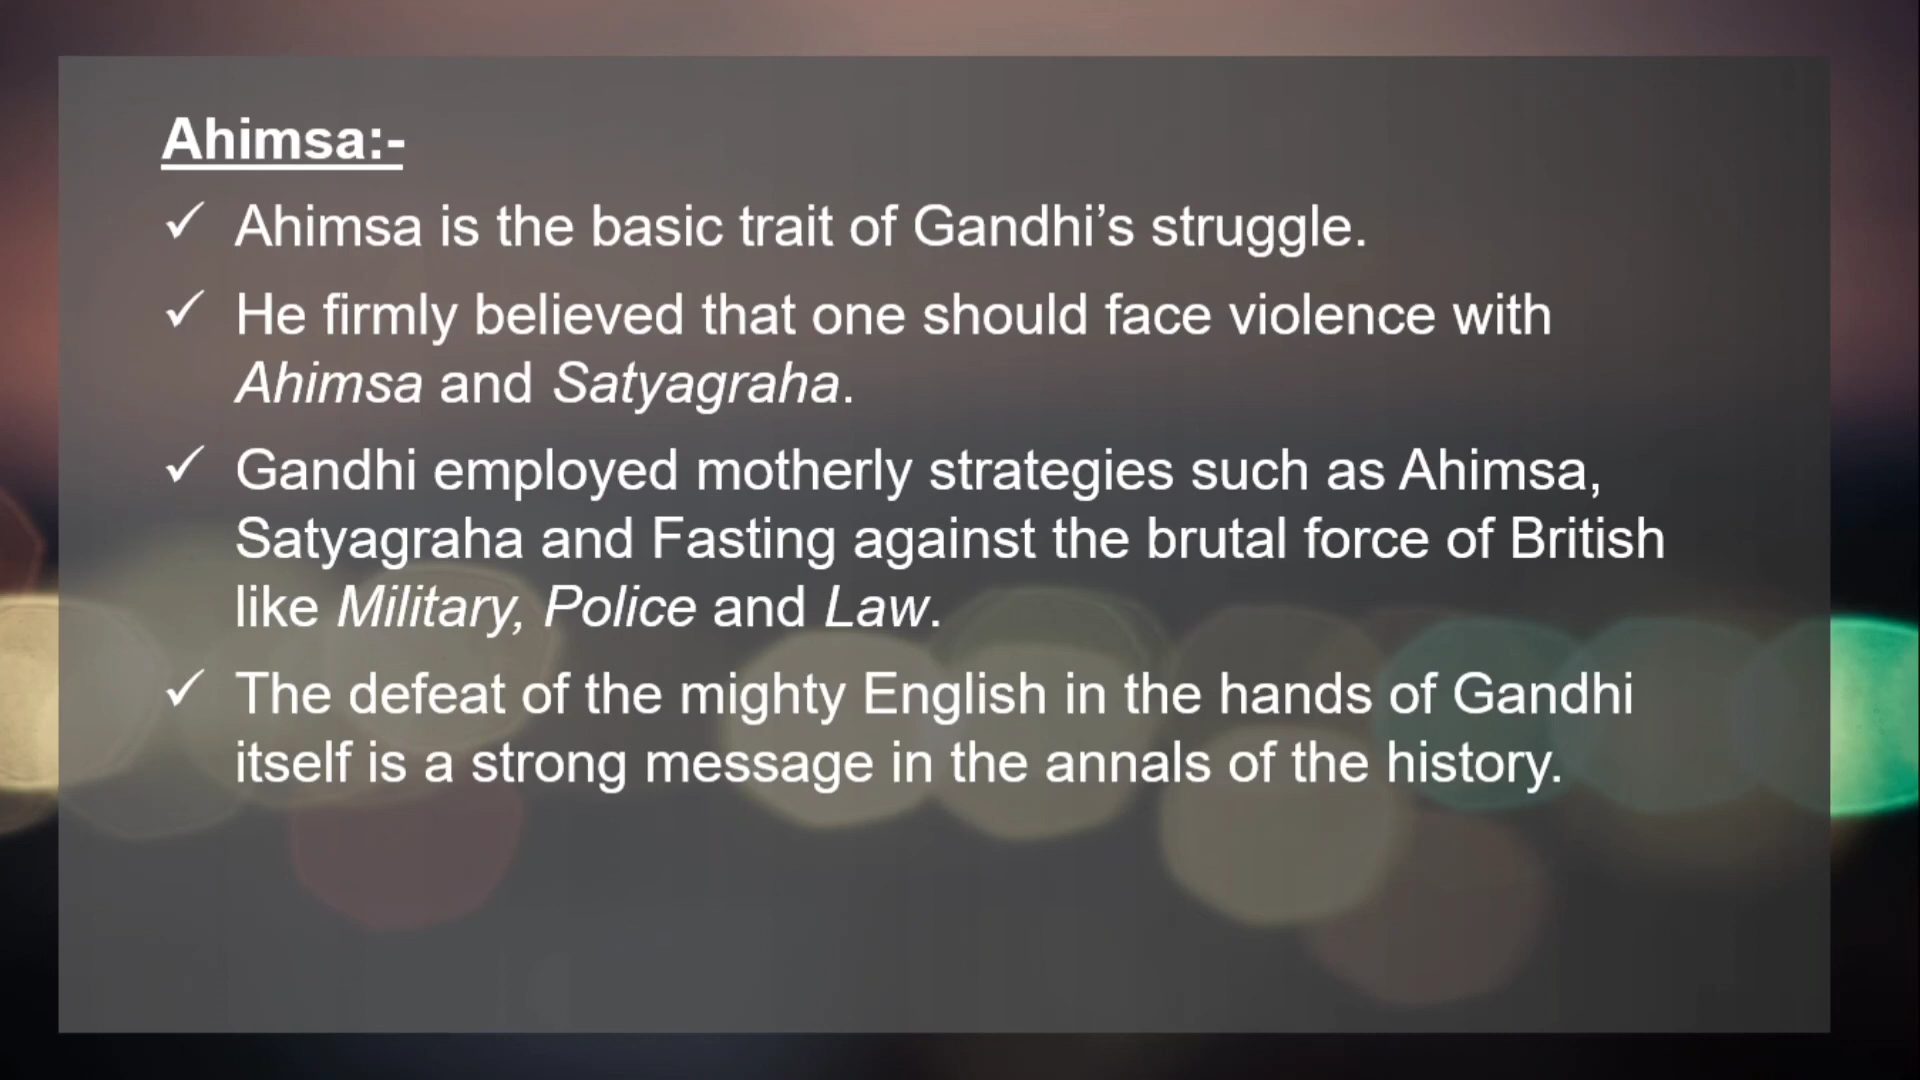 Ahimsa:-
✓ Ahimsa is the basic trait of Gandhi’s struggle.
✓ He firmly believed that one should face violence with
Ahimsa and Satyagraha.
✓ Gandhi employed motherly strategies such as Ahimsa,
Satyagraha and Fasting against the brutal force of British
like Military, Police and Law.
✓ The defeat of the mighty English in the hands of Gandhi
itself is a strong message in the annals of the history.